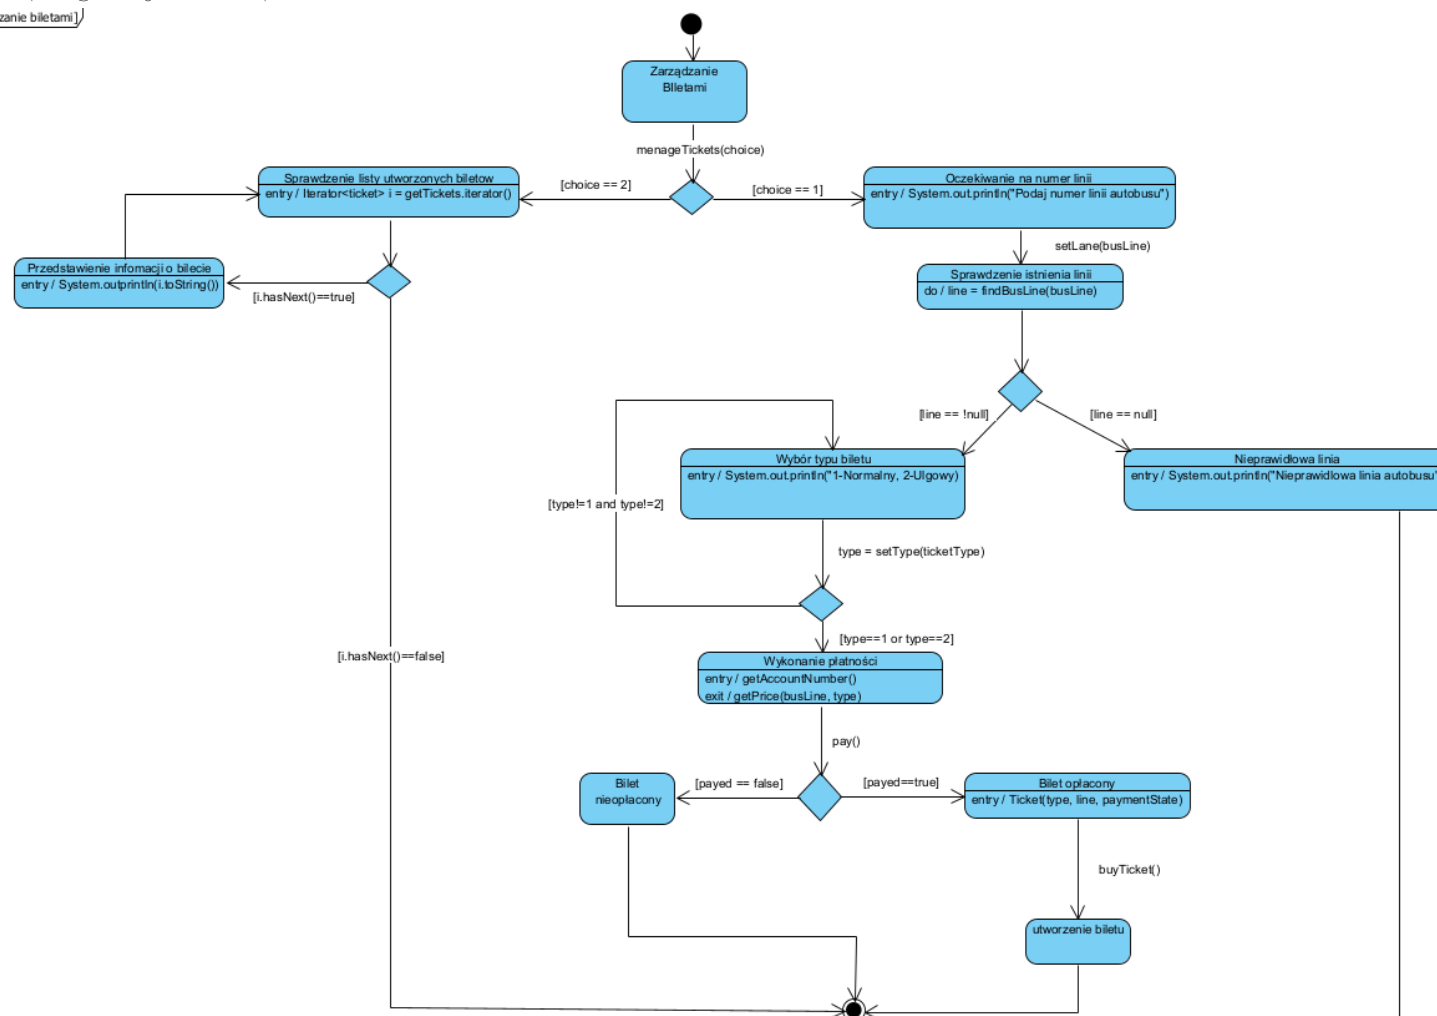 zanie biletami]
Zarządzanie
BIletami
menageTickets(choice)
[choice == 2]
[choice == 1]
Sprawdzenie listy utworzonych biletow
entry / Iterator<ticket> i = getTickets.iterator()
Oczekiwanie na numer linii
entry / System.out.println("Podaj numer linii autobusu")
setLane(busLine)
Przedstawienie infomacji o bilecie
entry / System.outprintln(i.toString())
[i.hasNext()==true]
Sprawdzenie istnienia linii
do / line = findBusLine(busLine)
[line == !null]
[line == null]
Wybór typu biletu
entry / System.out.println("1-Normalny, 2-Ulgowy)
Nieprawidłowa linia
entry / System.out.println("Nieprawidlowa linia autobusu"
[type!=1 and type!=2]
type = setType(ticketType)
[type==1 or type==2]
[i.hasNext()==false]
Wykonanie płatności
entry / getAccountNumber()
exit / getPrice(busLine, type)
pay()
[payed == false]
[payed==true]
Bilet
nieopłacony
Bilet opłacony
entry / Ticket(type, line, paymentState)
buyTicket()
utworzenie biletu